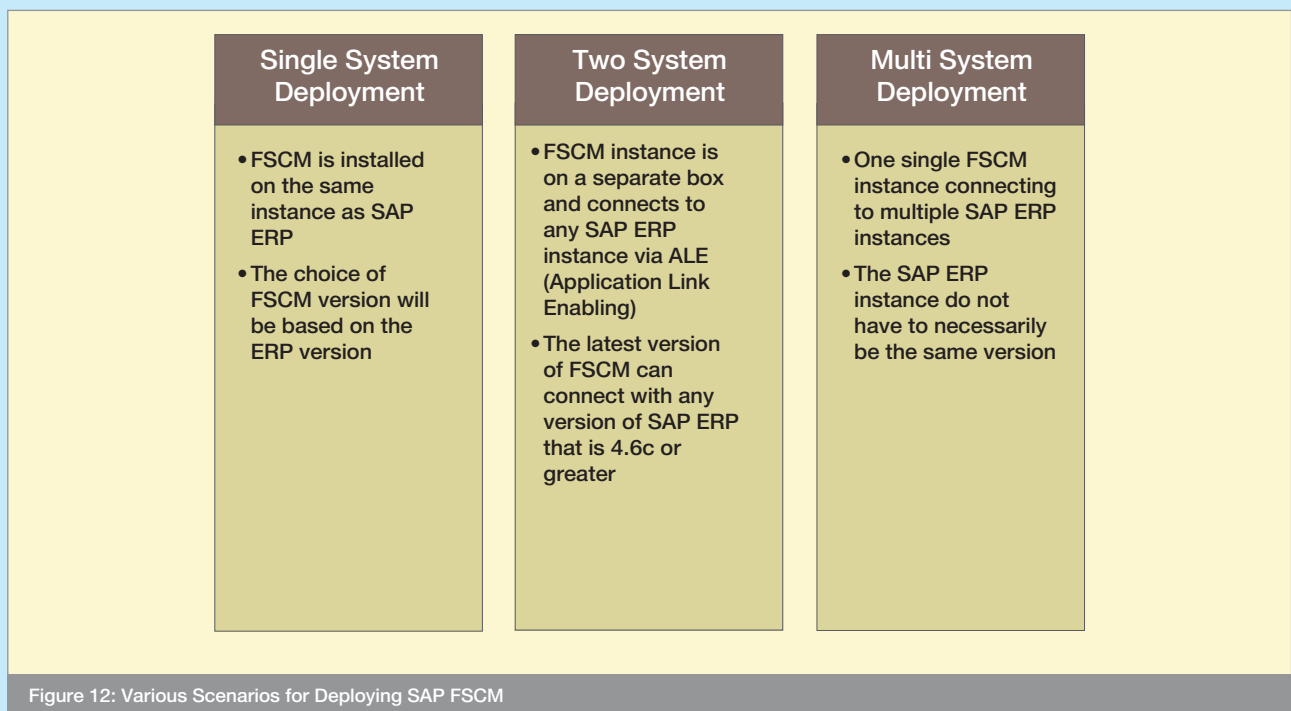 Single System
Deployment
• FSCM is installed
on the same
instance as SAP
ERP
• The choice of
FSCM version will
be based on the
ERP version
Two System
Deployment
• FSCM instance is
on a separate box
and connects to
any SAP ERP
instance via ALE
(Application Link
Enabling)
• The latest version
of FSCM can
connect with any
version of SAP ERP
that is 4.6c or
greater
Multi System
Deployment
• One single FSCM
instance connecting
to multiple SAP ERP
instances
• The SAP ERP
instance do not
have to necessarily
be the same version
Figure 12: Various Scenarios for Deploying SAP FSCM